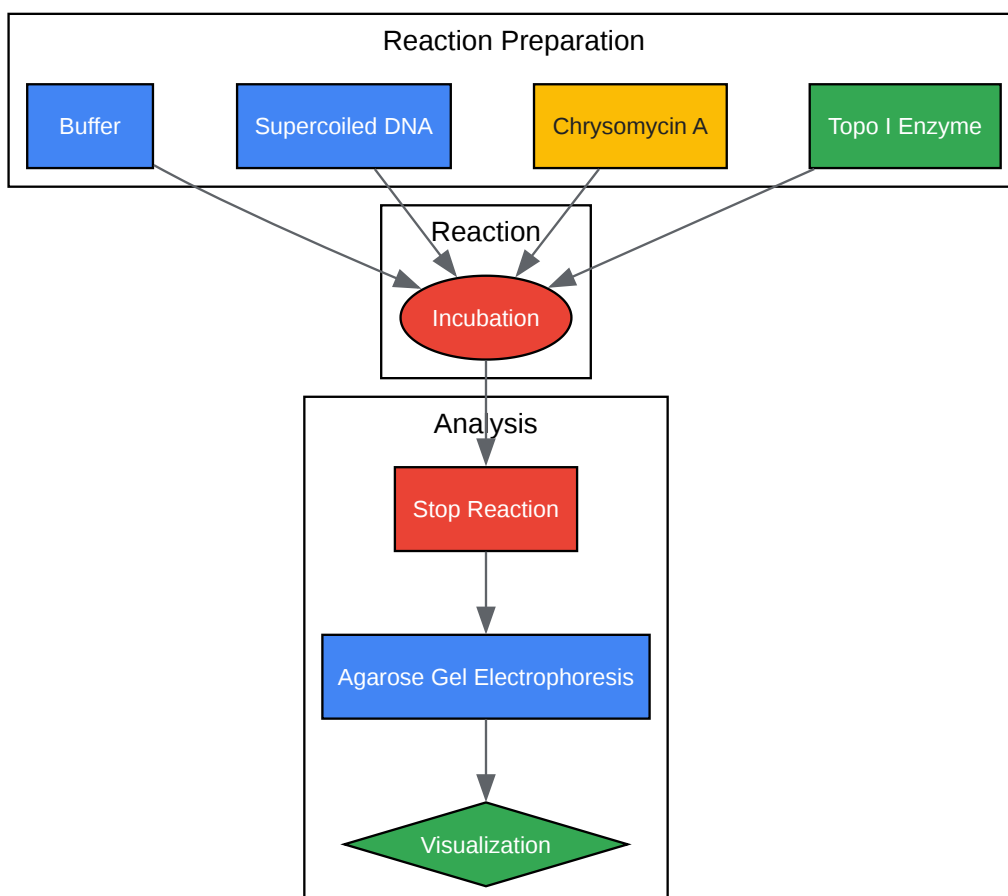 Reaction Preparation
Buffer
Supercoiled DNA
Chrysomycin A
Topo I Enzyme
Reaction
Incubation
Analysis
Stop Reaction
Agarose Gel Electrophoresis
Visualization